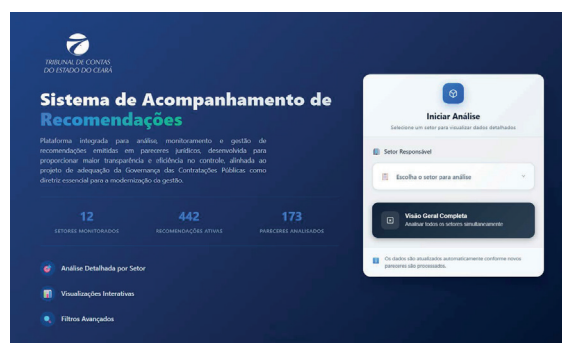 TRIBUNAL DE CONTAS
DO ESTADO DO CEARÁ
Sistema de Acompanhamento de
Recomendações
Plataforma integrada para análise, monitoramento e gestão de
recomendações emitidas em pareceres jurídicos, desenvolvida para
proporcionar maior transparência e eficiência no controle, alinhada ao
projeto de adequação da Governança das Contratações Públicas como
diretriz essencial para a modernização da gestão.
12
SETORES MONITORADOS
442
RECOMENDAÇÕES ATIVAS
173
PARECERES ANALISADOS
Análise Detalhada por Setor
Visualizações Interativas
Filtros Avançados
Iniciar Análise
Selecione um setor para visualizar dados detalhados
Setor Responsável
Escolha o setor para análise
Visão Geral Completa
Analisar todos os setores simultaneamente
Os dados são atualizados automaticamente conforme novos
pareceres são processados.